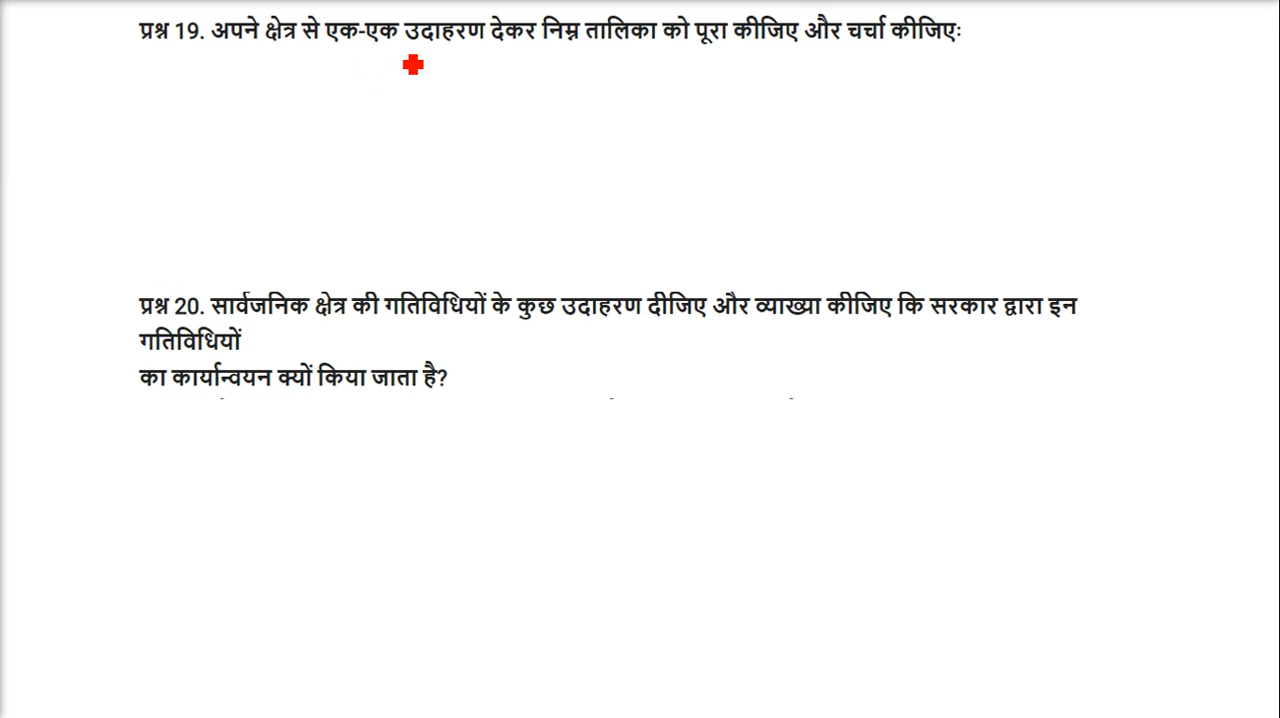 प्रश्न 19. अपने क्षेत्र से एक-एक उदाहरण देकर निम्न तालिका को पूरा कीजिए और चर्चा कीजिएः
प्रश्न 20. सार्वजनिक क्षेत्र की गतिविधियों के कुछ उदाहरण दीजिए और व्याख्या कीजिए कि सरकार द्वारा इन
गतिविधियों
का कार्यान्वयन क्यों किया जाता है?